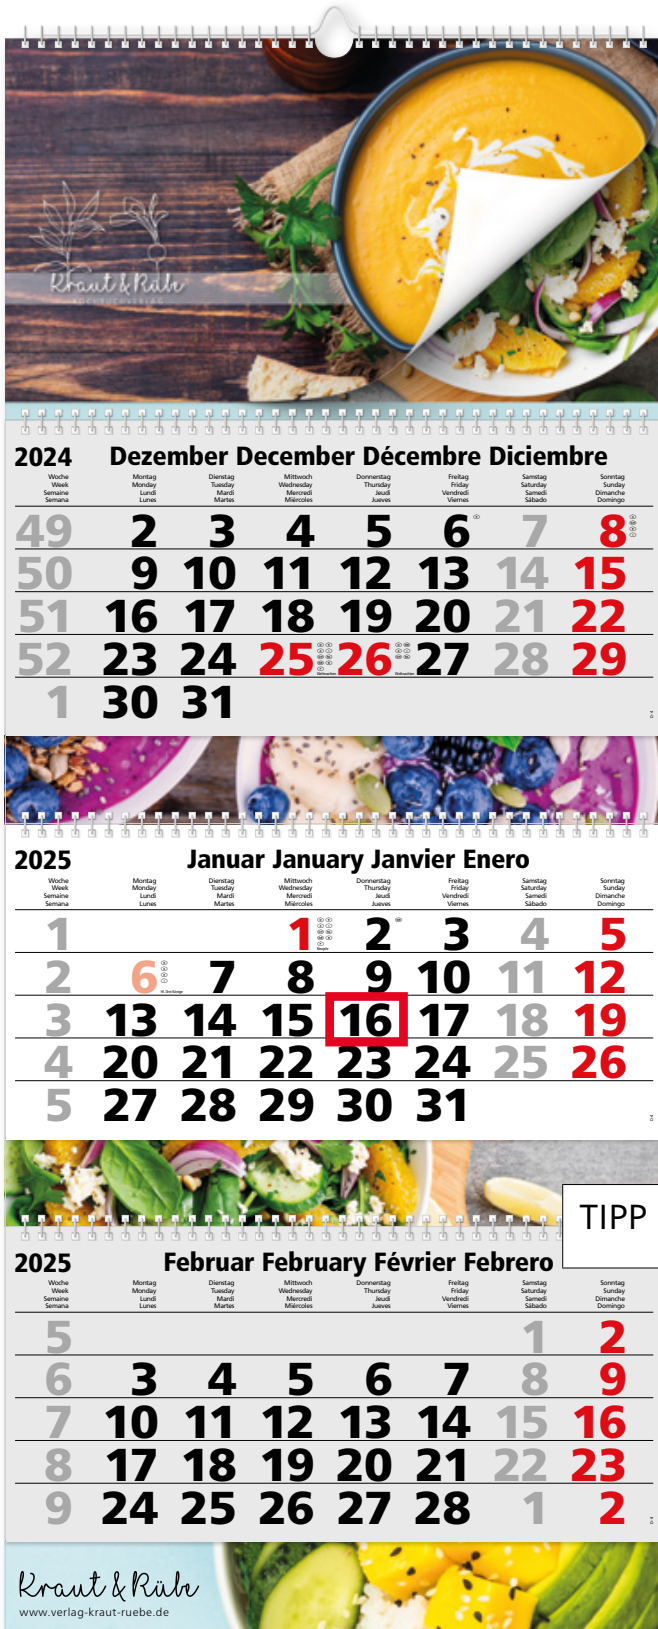 Kraut & Rübe
KOCHBUCHVERLAG
2024 Dezember December Décembre Diciembre
Woche Montag Dienstag Mittwoch Donnerstag Freitag Samstag Sonntag
Week Monday Tuesday Wednesday Thursday Friday Saturday Sunday
Semaine Lundi Mardi Mercredi Jeudi Vendredi Samedi Dimanche
Semana Lunes Martes Miércoles Jueves Viernes Sábado Domingo
49 2 3 4 5 6 7 8
50 9 10 11 12 13 14 15
51 16 17 18 19 20 21 22
52 23 24 25 26 27 28 29
Weihnachten Weihnachten
1 30 31
2025 Januar January Janvier Enero
Woche Montag Dienstag Mittwoch Donnerstag Freitag Samstag Sonntag
Week Monday Tuesday Wednesday Thursday Friday Saturday Sunday
Semaine Lundi Mardi Mercredi Jeudi Vendredi Samedi Dimanche
Semana Lunes Martes Miércoles Jueves Viernes Sábado Domingo
1 1 2 3 4 5
Neujahr
2 6 7 8 9 10 11 12
Hl. Drei Könige
3 13 14 15 16 17 18 19
4 20 21 22 23 24 25 26
5 27 28 29 30 31
TIPP
2025 Februar February Février Febrero
Woche Montag Dienstag Mittwoch Donnerstag Freitag Samstag Sonntag
Week Monday Tuesday Wednesday Thursday Friday Saturday Sunday
Semaine Lundi Mardi Mercredi Jeudi Vendredi Samedi Dimanche
Semana Lunes Martes Miércoles Jueves Viernes Sábado Domingo
5 1 2
6 3 4 5 6 7 8 9
7 10 11 12 13 14 15 16
8 17 18 19 20 21 22 23
9 24 25 26 27 28 1 2
Kraut & Rübe
www.verlag-kraut-ruebe.de